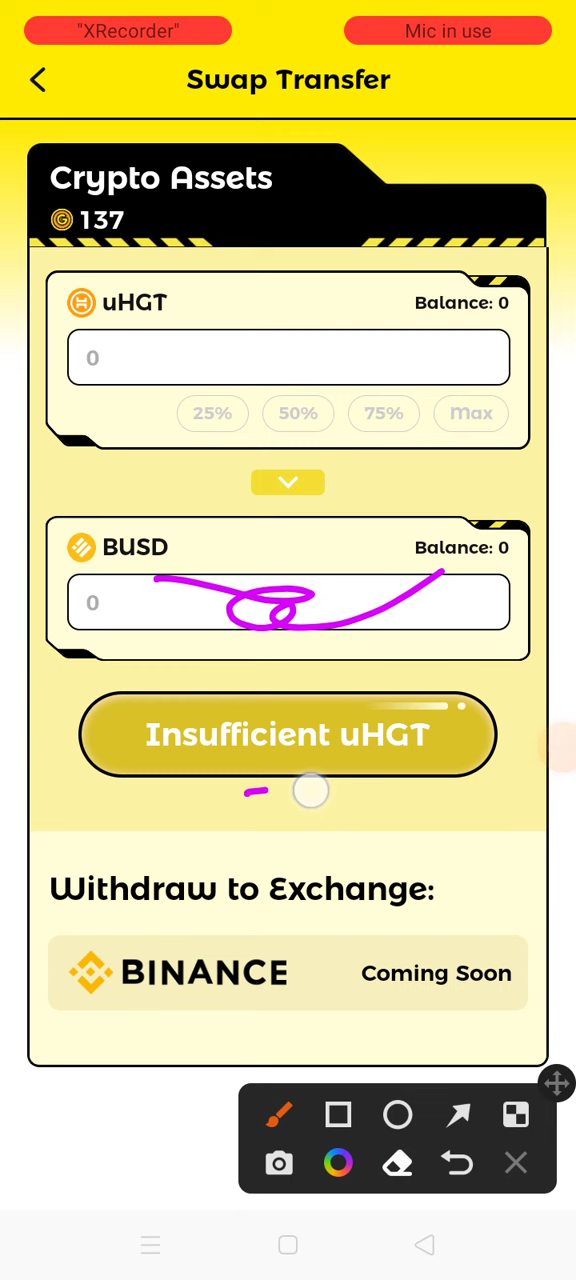 "XRecorder"
Mic in use
Swap Transfer
Crypto Assets
137
uHGT
Balance: 0
0
25%
50%
75%
Max
BUSD
Balance: 0
0
Insufficient uHGT
Withdraw to Exchange:
BINANCE
Coming Soon